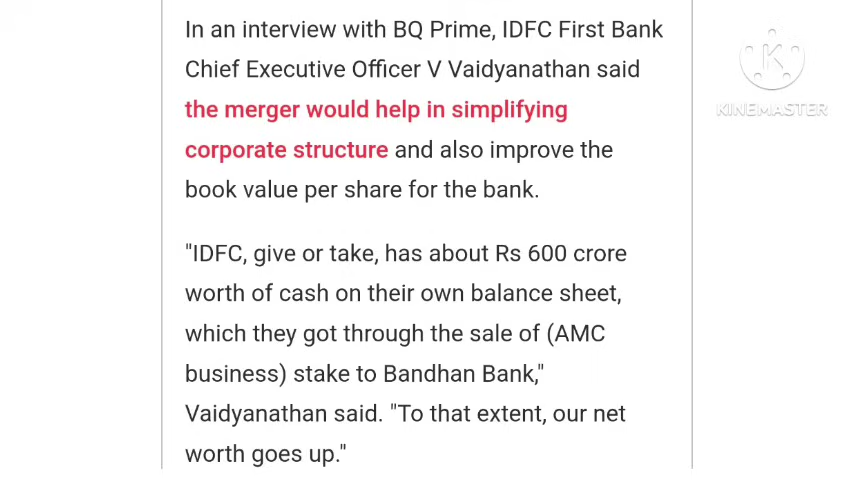 In an interview with BQ Prime, IDFC First Bank
Chief Executive Officer V Vaidyanathan said
the merger would help in simplifying
corporate structure and also improve the
book value per share for the bank.
"IDFC, give or take, has about Rs 600 crore
worth of cash on their own balance sheet,
which they got through the sale of (AMC
business) stake to Bandhan Bank,"
Vaidyanathan said. "To that extent, our net
worth goes up."
K
KINEMASTER